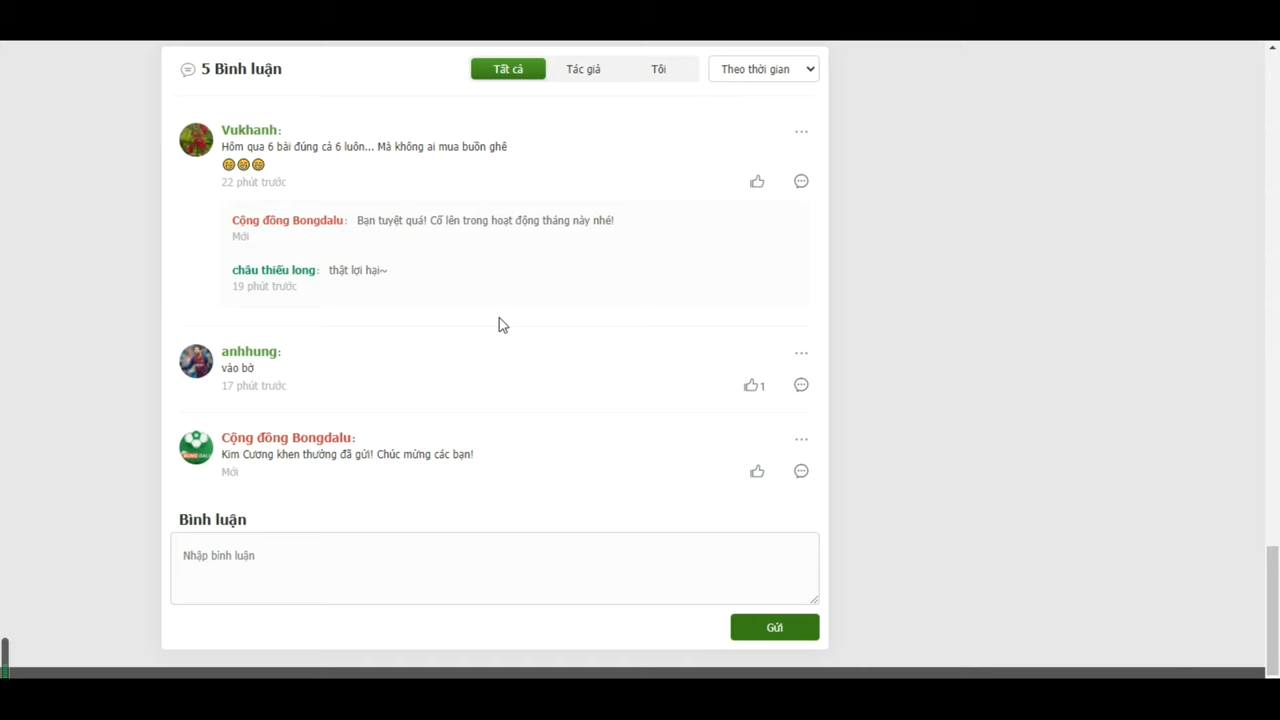 5 Bình luận
Tất cả Tác giả Tôi Theo thời gian
Vukhanh:
Hôm qua 6 bài đúng cả 6 luôn... Mà không ai mua buồn ghê
22 phút trước
Cộng đồng Bongdalu: Bạn tuyệt quá! Cố lên trong hoạt động tháng này nhé!
Mới
châu thiếu long: thật lợi hại~
19 phút trước
anhhung:
vào bờ
17 phút trước
1
Cộng đồng Bongdalu:
Kim Cương khen thưởng đã gửi! Chúc mừng các bạn!
Mới
Bình luận
Nhập bình luận
Gửi